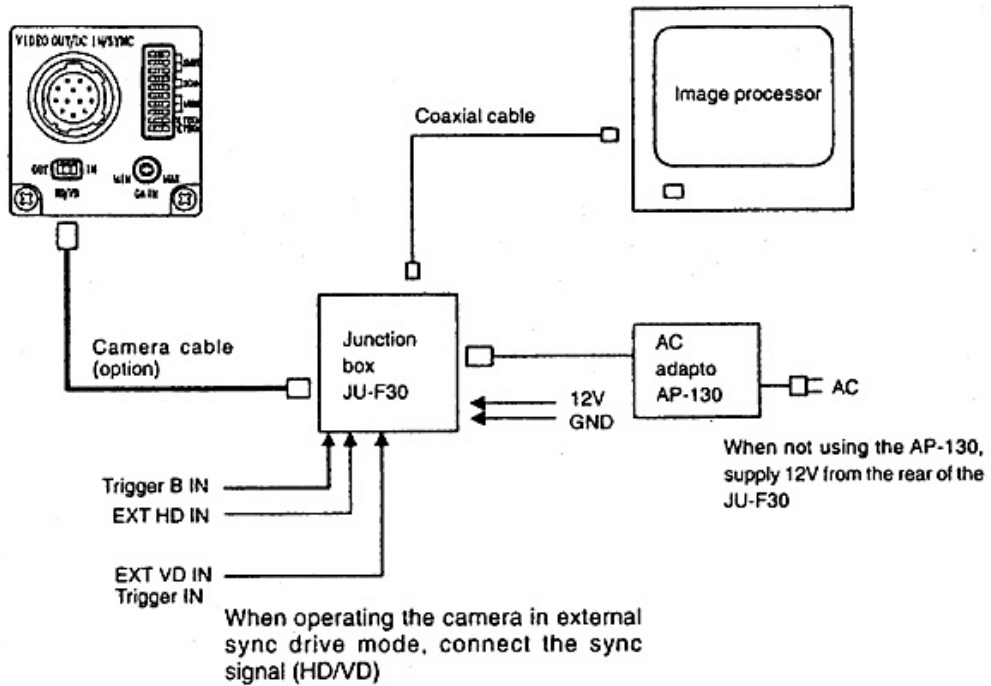 VIDEO OUT/DC IN/SYNC
OUT IN
HD/VD
MIN MAX
GAIN
Image processor
Coaxial cable
Camera cable
(option)
Junction
box
JU-F30
AC
adapto
AP-130
AC
12V
GND
When not using the AP-130,
supply 12V from the rear of the
JU-F30
Trigger B IN
EXT HD IN
EXT VD IN
Trigger IN
When operating the camera in external
sync drive mode, connect the sync
signal (HD/VD)